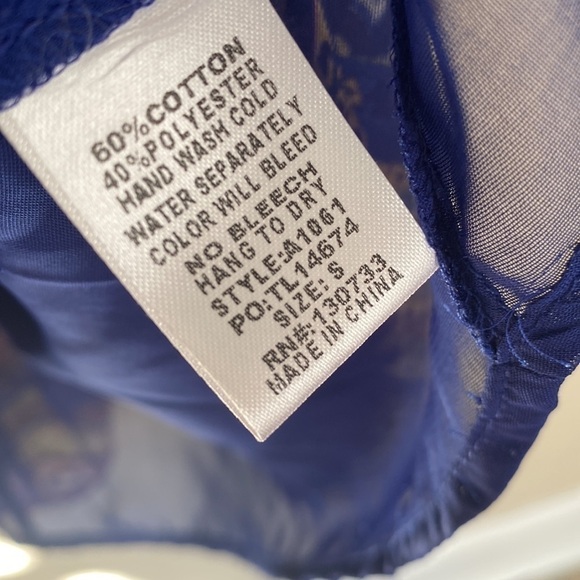 60%COTTON
40%POLYESTER
HAND WASH COLD
WATER SEPARATELY
COLOR WILL BLEED
NO BLEECH
HANG TO DRY
STYLE:A1061
PO:TL14674
SIZE: S
RN#:130733
MADE IN CHINA